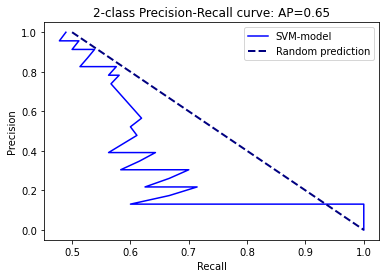 2-class Precision-Recall curve: AP=0.65
SVM-model
Random prediction
Precision
1.0
0.8
0.6
0.4
0.2
0.0
0.5
0.6
0.7
0.8
0.9
1.0
Recall